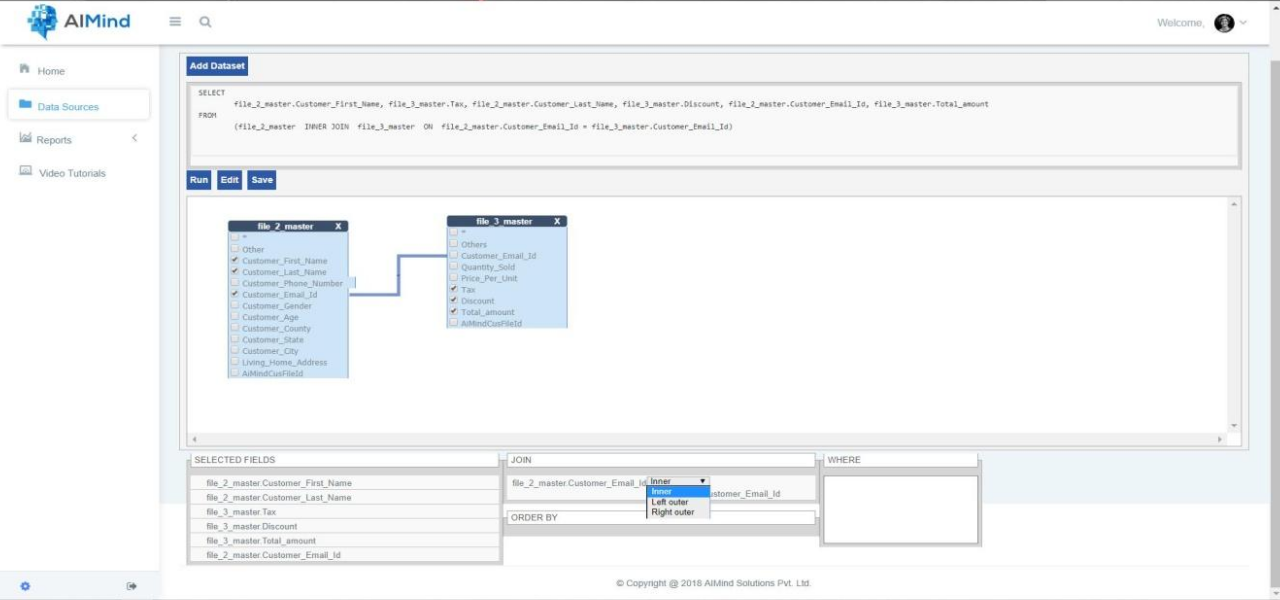 AIMind
Welcome,
Home
Data Sources
Reports
Video Tutorials
Add Dataset
SELECT
file_2_master.Customer_First_Name, file_3_master.Tax, file_2_master.Customer_Last_Name, file_3_master.Discount, file_2_master.Customer_Email_Id, file_3_master.Total_amount
FROM
(file_2_master INNER JOIN file_3_master ON file_2_master.Customer_Email_Id = file_3_master.Customer_Email_Id)
Run Edit Save
file_2_master X
*
Other
Customer_First_Name
Customer_Last_Name
Customer_Phone_Number
Customer_Email_Id
Customer_Gender
Customer_Age
Customer_County
Customer_State
Customer_City
Living_Home_Address
AiMindCusFileId
file_3_master X
*
Others
Customer_Email_Id
Quantity_Sold
Price_Per_Unit
Tax
Discount
Total_amount
AiMindCusFileId
SELECTED FIELDS
file_2_master.Customer_First_Name
file_2_master.Customer_Last_Name
file_3_master.Tax
file_3_master.Discount
file_3_master.Total_amount
file_2_master.Customer_Email_Id
JOIN
file_2_master.Customer_Email_Id Inner
Inner
ustomer_Email_Id
Left outer
Right outer
ORDER BY
WHERE
© Copyright @ 2018 AIMind Solutions Pvt. Ltd.